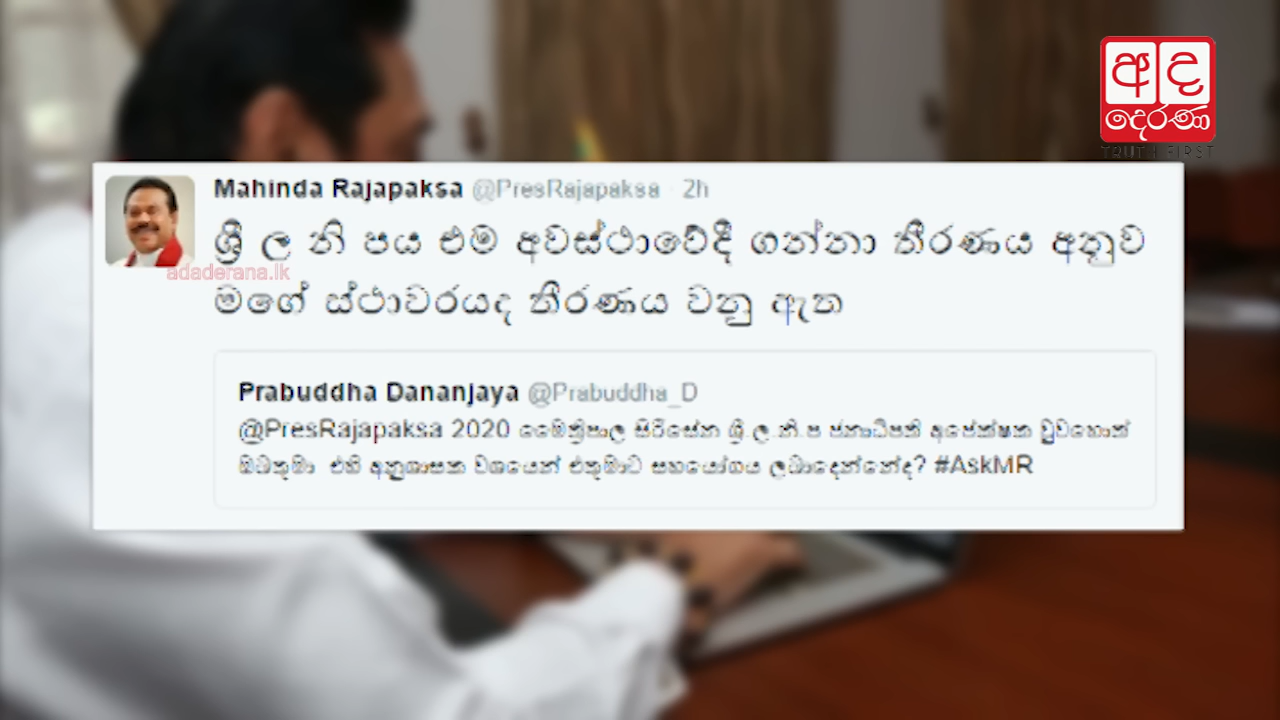 අද
දෙරණ
TRUTH FIRST
Mahinda Rajapaksa @PresRajapaksa · 2h
ශ්‍රී ල නි පය එම අවස්ථාවේදී ගන්නා තීරණය අනුව
adaderana.lk
මගේ ස්ථාවරයද තීරණය වනු ඇත
Prabuddha Dananjaya @Prabuddha_D
@PresRajapaksa 2020 මෛත්‍රීපාල සිරිසේන ශ්‍රී.ල.නි.ප ජනාධිපති අපේක්ෂක වුවහොත්
ඔබතුමා එහි අනුශාසක වශයෙන් එතුමාට සහයෝගය ලබාදෙන්නේද? #AskMR